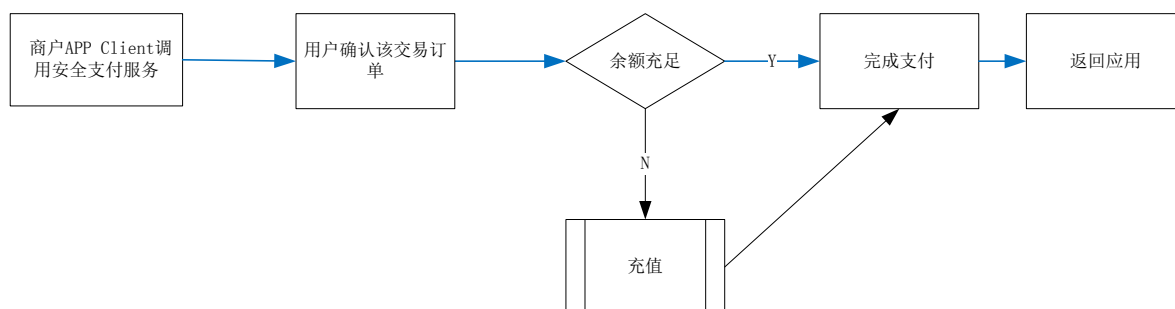 商户APP Client调
用安全支付服务
用户确认该交易订
单
余额充足
Y
完成支付
返回应用
N
充值